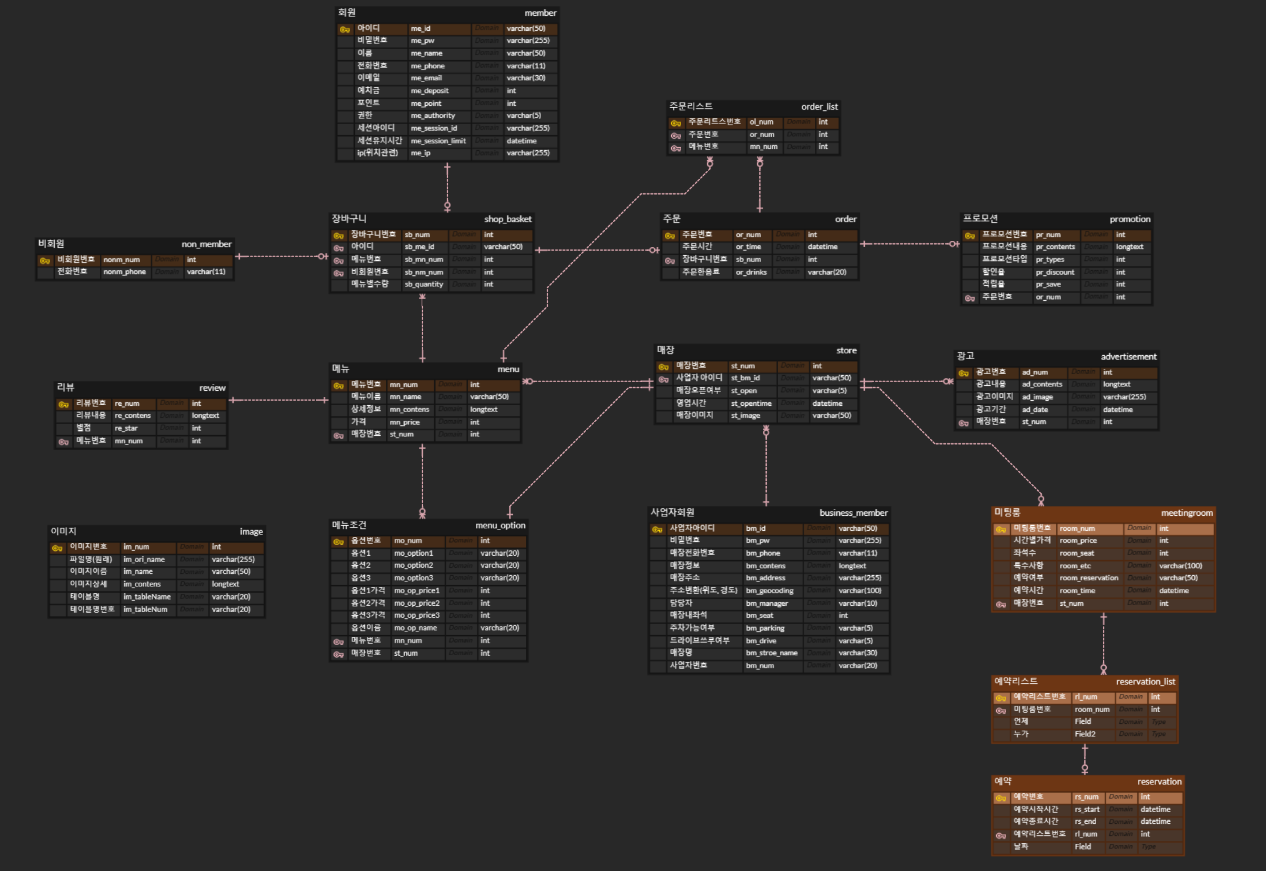 회원 member
아이디 me_id Domain varchar(50)
비밀번호 me_pw Domain varchar(255)
이름 me_name Domain varchar(50)
전화번호 me_phone Domain varchar(11)
이메일 me_email Domain varchar(30)
예치금 me_deposit Domain int
포인트 me_point Domain int
권한 me_authority Domain varchar(5)
세션아이디 me_session_id Domain varchar(255)
세션유지시간 me_session_limit Domain datetime
ip(위치관련) me_ip Domain varchar(255)
주문리스트 order_list
주문리트스번호 ol_num Domain int
주문번호 or_num Domain int
메뉴번호 mn_num Domain int
비회원 non_member
비회원번호 nonm_num Domain int
전화번호 nonm_phone Domain varchar(11)
장바구니 shop_basket
장바구니번호 sb_num Domain int
아이디 sb_me_id Domain varchar(50)
메뉴번호 sb_mn_num Domain int
비회원번호 sb_nm_num Domain int
메뉴별수량 sb_quantity Domain int
주문 order
주문번호 or_num Domain int
주문시간 or_time Domain datetime
장바구니번호 sb_num Domain int
주문한음료 or_drinks Domain varchar(20)
프로모션 promotion
프로모션번호 pr_num Domain int
프로모션내용 pr_contents Domain longtext
프로모션타입 pr_types Domain int
할인율 pr_discount Domain int
적립율 pr_save Domain int
주문번호 or_num Domain int
리뷰 review
리뷰번호 re_num Domain int
리뷰내용 re_contens Domain longtext
별점 re_star Domain int
메뉴번호 mn_num Domain int
메뉴 menu
메뉴번호 mn_num Domain int
메뉴이름 mn_name Domain varchar(50)
상세정보 mn_contens Domain longtext
가격 mn_price Domain int
매장번호 st_num Domain int
매장 store
매장번호 st_num Domain int
사업자 아이디 st_bm_id Domain varchar(50)
매장오픈여부 st_open Domain varchar(5)
영업시간 st_opentime Domain datetime
매장이미지 st_image Domain varchar(50)
광고 advertisement
광고번호 ad_num Domain int
광고내용 ad_contents Domain longtext
광고이미지 ad_image Domain varchar(255)
광고기간 ad_date Domain datetime
매장번호 st_num Domain int
이미지 image
이미지번호 im_num Domain int
파일명(원래) im_ori_name Domain varchar(255)
이미지이름 im_name Domain varchar(50)
이미지상세 im_contens Domain longtext
테이블명 im_tableName Domain varchar(20)
테이블명번호 im_tableNum Domain varchar(20)
메뉴조건 menu_option
옵션번호 mo_num Domain int
옵션1 mo_option1 Domain varchar(20)
옵션2 mo_option2 Domain varchar(20)
옵션3 mo_option3 Domain varchar(20)
옵션1가격 mo_op_price1 Domain int
옵션2가격 mo_op_price2 Domain int
옵션3가격 mo_op_price3 Domain int
옵션이름 mo_op_name Domain varchar(20)
메뉴번호 mn_num Domain int
매장번호 st_num Domain int
사업자회원 business_member
사업자아이디 bm_id Domain varchar(50)
비밀번호 bm_pw Domain varchar(255)
매장전화번호 bm_phone Domain varchar(11)
매장정보 bm_contens Domain longtext
매장주소 bm_address Domain varchar(255)
주소변환(위도,경도) bm_geocoding Domain varchar(100)
담당자 bm_manager Domain varchar(10)
매장내좌석 bm_seat Domain int
주차가능여부 bm_parking Domain varchar(5)
드라이브쓰루여부 bm_drive Domain varchar(5)
매장명 bm_stroe_name Domain varchar(30)
사업자번호 bm_num Domain varchar(20)
미팅룸 meetingroom
미팅룸번호 room_num Domain int
시간별가격 room_price Domain int
좌석수 room_seat Domain int
특수사항 room_etc Domain varchar(100)
예약여부 room_reservation Domain varchar(50)
예약시간 room_time Domain datetime
매장번호 st_num Domain int
예약리스트 reservation_list
예약리스트번호 rl_num Domain int
미팅룸번호 room_num Domain int
언제 Field Domain Type
누가 Field2 Domain Type
예약 reservation
예약번호 rs_num Domain int
예약시작시간 rs_start Domain datetime
예약종료시간 rs_end Domain datetime
예약리스트번호 rl_num Domain int
날짜 Field Domain Type